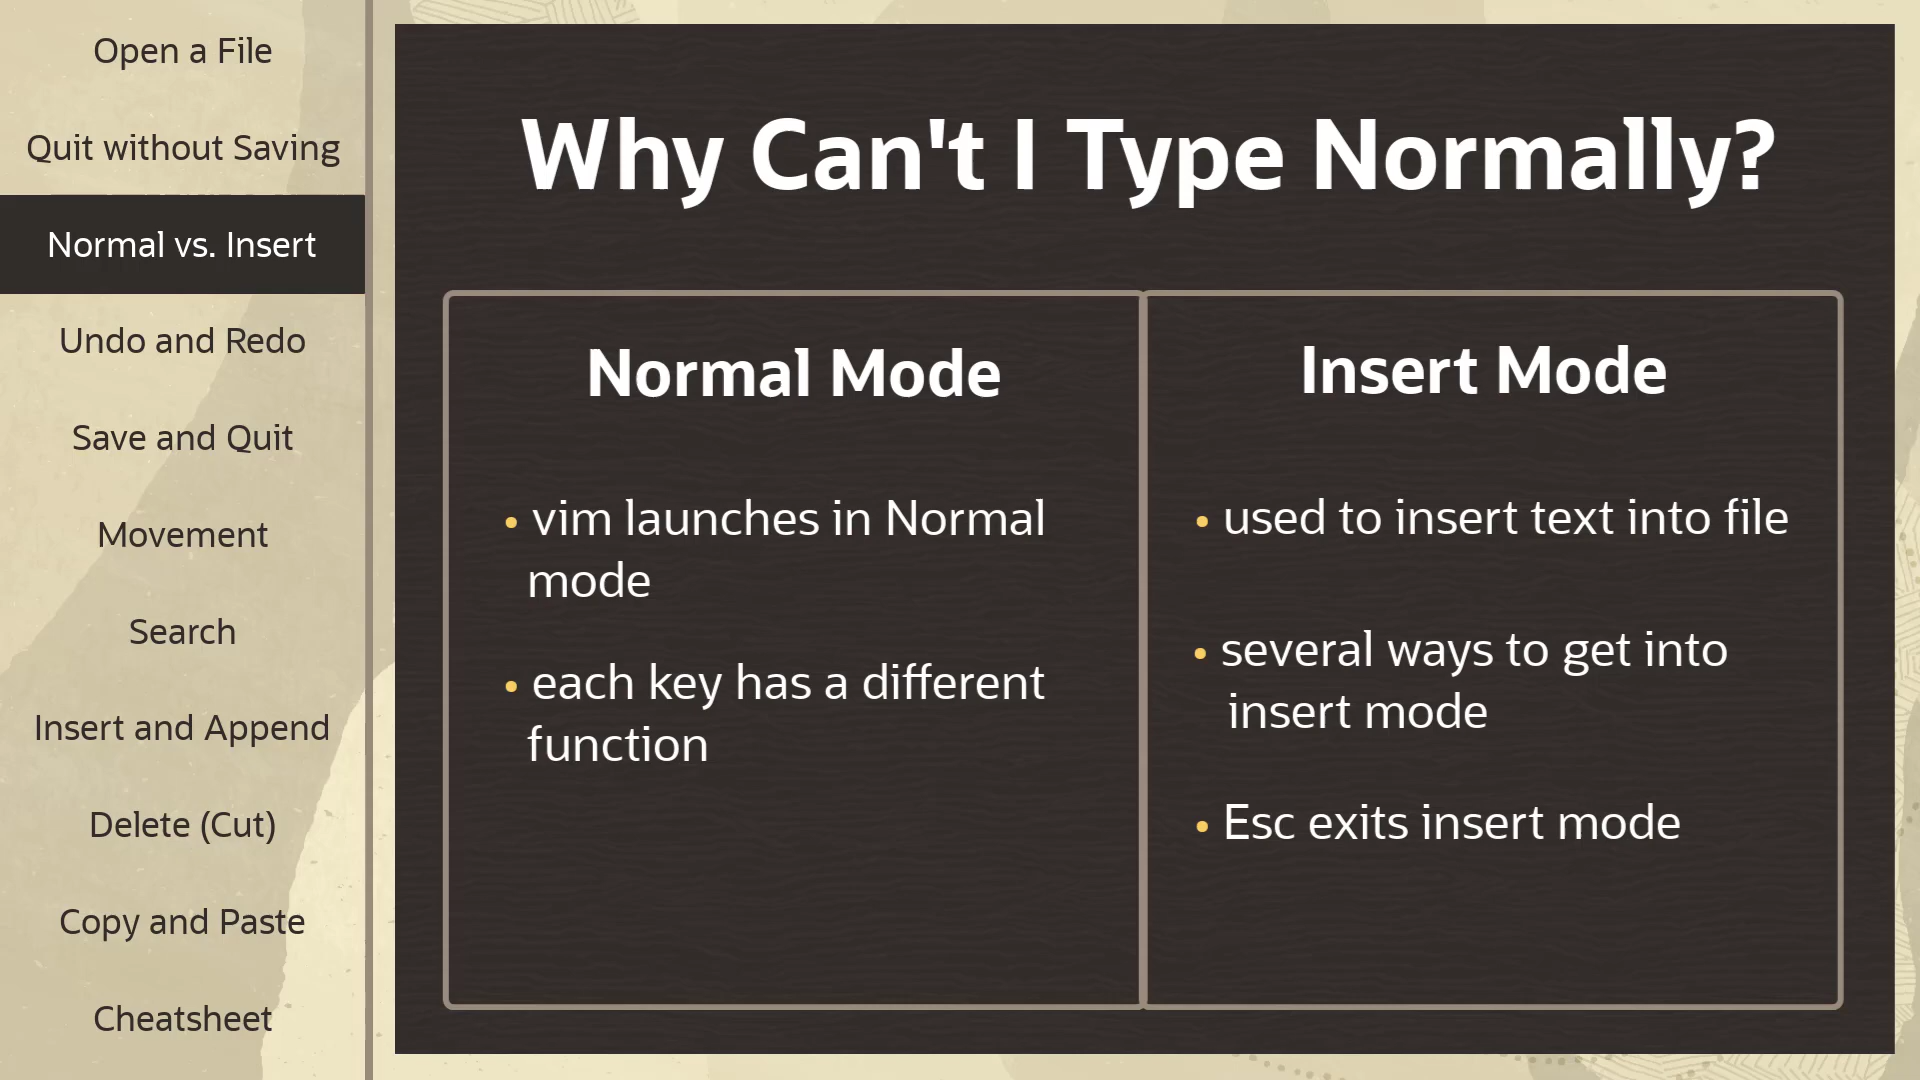 Open a File
Quit without Saving
Normal vs. Insert
Undo and Redo
Save and Quit
Movement
Search
Insert and Append
Delete (Cut)
Copy and Paste
Cheatsheet
Why Can't I Type Normally?
Normal Mode
• vim launches in Normal
mode
• each key has a different
function
Insert Mode
• used to insert text into file
• several ways to get into
insert mode
• Esc exits insert mode